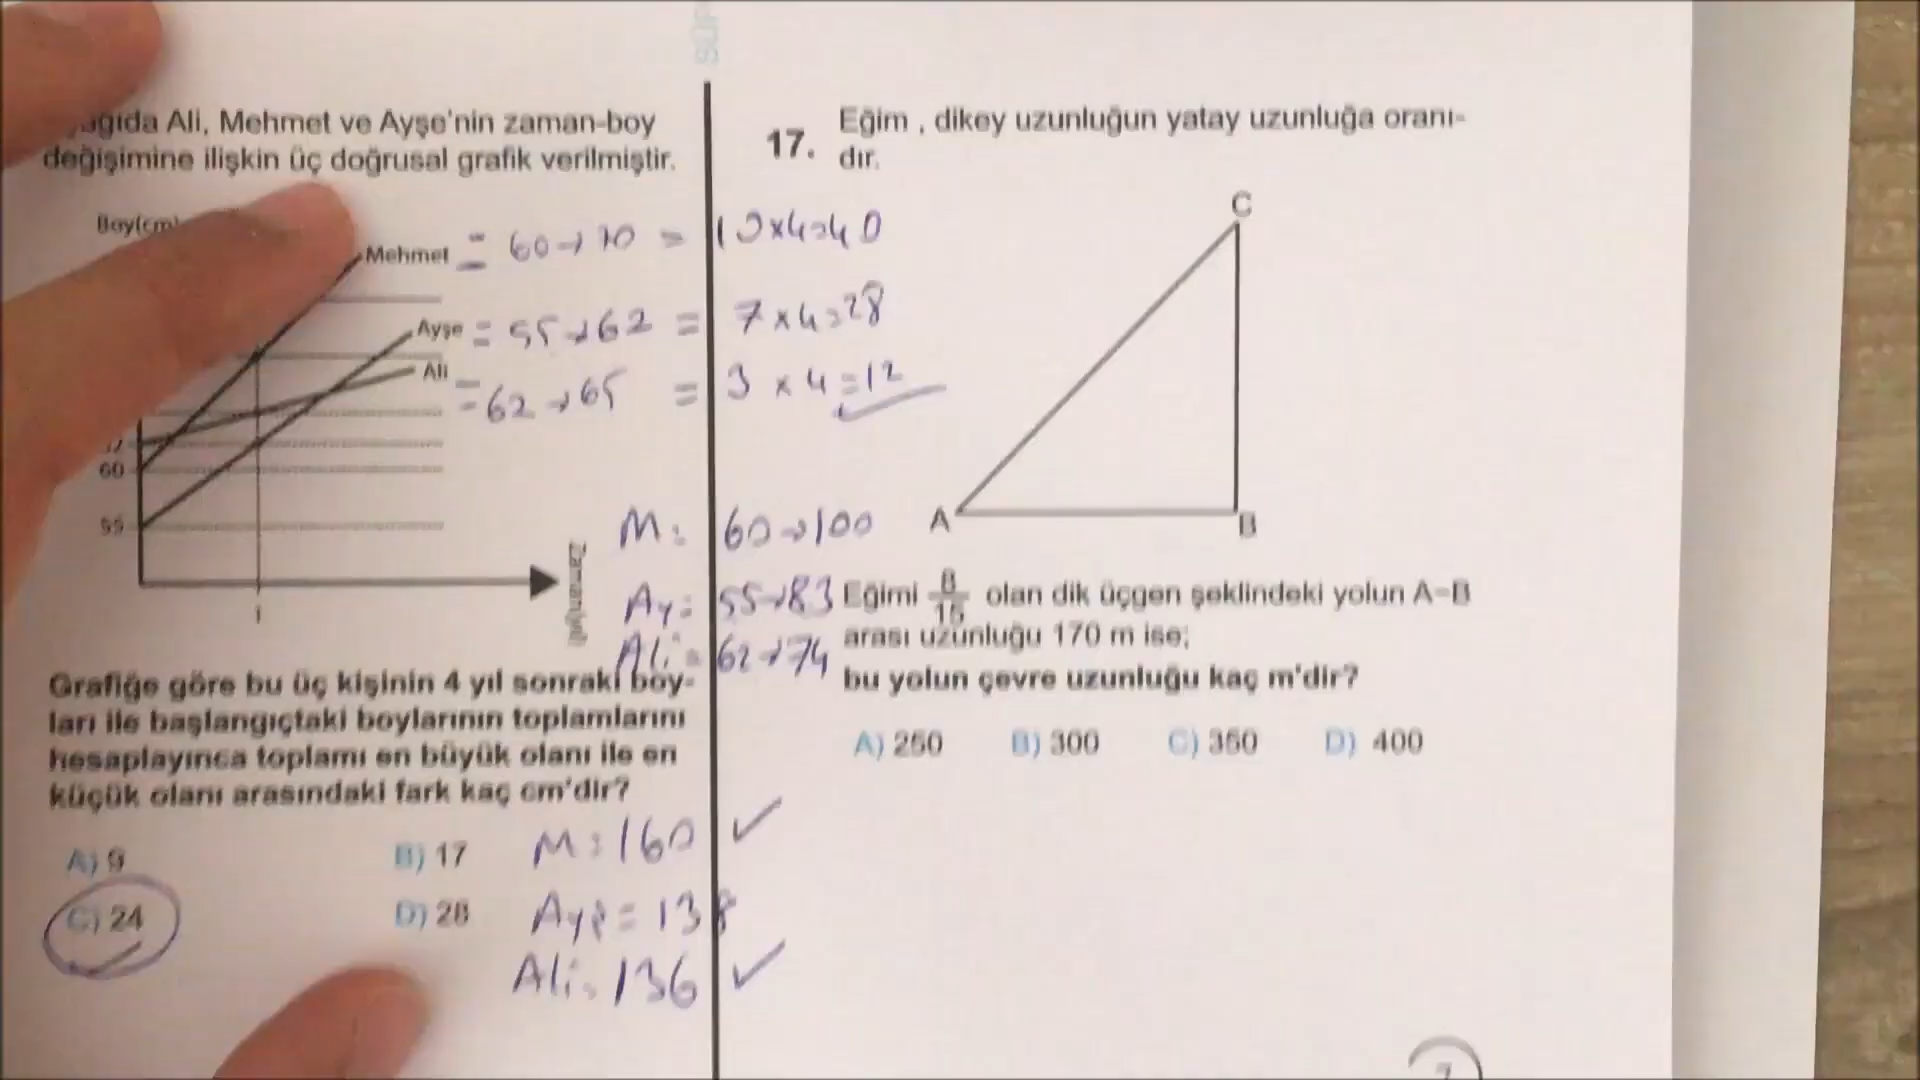 Ali, Mehmet ve Ayşe'nin zaman-boy
değişimine ilişkin üç doğrusal grafik verilmiştir.
Boy(cm)
Mehmet = 60→70 = 10x4=40
Ayşe = 55→62 = 7x4=28
Ali = 62→65 = 3x4=12
60
55
1
Zaman(yıl)
M: 60→100
Ay= 55→83
Ali= 62→74
Grafiğe göre bu üç kişinin 4 yıl sonraki boy-
ları ile başlangıçtaki boylarının toplamlarını
hesaplayınca toplamı en büyük olanı ile en
küçük olanı arasındaki fark kaç cm'dir?
A) 9
B) 17
C) 24
D) 28
M=160 ✓
Ayş=138
Ali=136 ✓
17. Eğim , dikey uzunluğun yatay uzunluğa oranı-
dır.
C
A
B
Eğimi 8/15 olan dik üçgen şeklindeki yolun A-B
arası uzunluğu 170 m ise;
bu yolun çevre uzunluğu kaç m'dir?
A) 250 B) 300 C) 350 D) 400